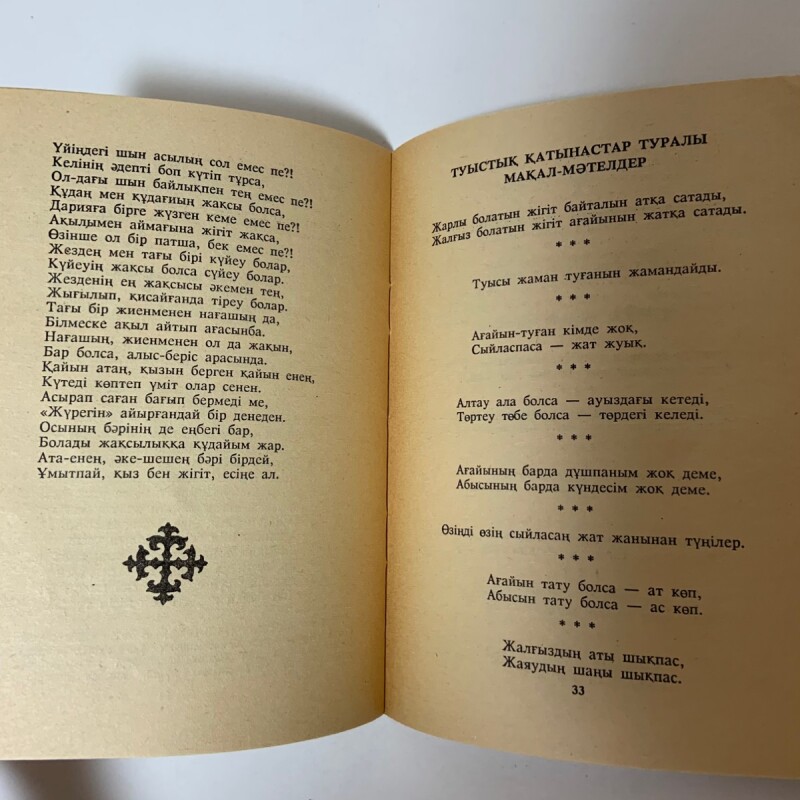 Үйіңдегі шын асылың сол емес пе?!
Келінің әдепті боп күтіп тұрса,
Ол-дағы шын байлықпен тең емес пе?!
Құдаң мен құдағиың жақсы болса,
Дарияға бірге жүзген кеме емес пе?!
Ақылымен аймағына жігіт жақса,
Өзінше ол бір патша, бек емес пе?!
Жездең мен тағы бірі күйеу болар,
Күйеуің жақсы болса сүйеу болар.
Жезденің ең жақсысы әкемен тең,
Жығылып, қисайғанда тіреу болар.
Тағы бір жиенменен нағашың да,
Білмеске ақыл айтып ағасынба.
Нағашың, жиенменен ол да жақын,
Бар болса, алыс-беріс арасында.
Қайын атаң, қызын берген қайын енең,
Күтеді көптеп үміт олар сенен.
Асырап саған бағып бермеді ме,
«Жүрегін» айырғандай бір денеден.
Осының бәрінің де еңбегі бар,
Болады жақсылыққа құдайым жар.
Ата-енең, әке-шешең бәрі бірдей,
Ұмытпай, қыз бен жігіт, есіңе ал.
ТУЫСТЫҚ ҚАТЫНАСТАР ТУРАЛЫ
МАҚАЛ-МӘТЕЛДЕР
Жарлы болатын жігіт байталын атқа сатады,
Жалғыз болатын жігіт ағайынын жатқа сатады.
* * *
Туысы жаман туғанын жамандайды.
* * *
Ағайын-туған кімде жоқ,
Сыйласпаса — жат жуық.
* * *
Алтау ала болса — ауыздағы кетеді,
Төртеу төбе болса — төрдегі келеді.
* * *
Ағайының барда дұшпаным жоқ деме,
Абысының барда күндесім жоқ деме.
* * *
Өзіңді өзің сыйласаң жат жанынан түңілер.
* * *
Ағайын тату болса — ат көп,
Абысын тату болса — ас көп.
* * *
Жалғыздың аты шықпас,
Жаяудың шаңы шықпас.
33